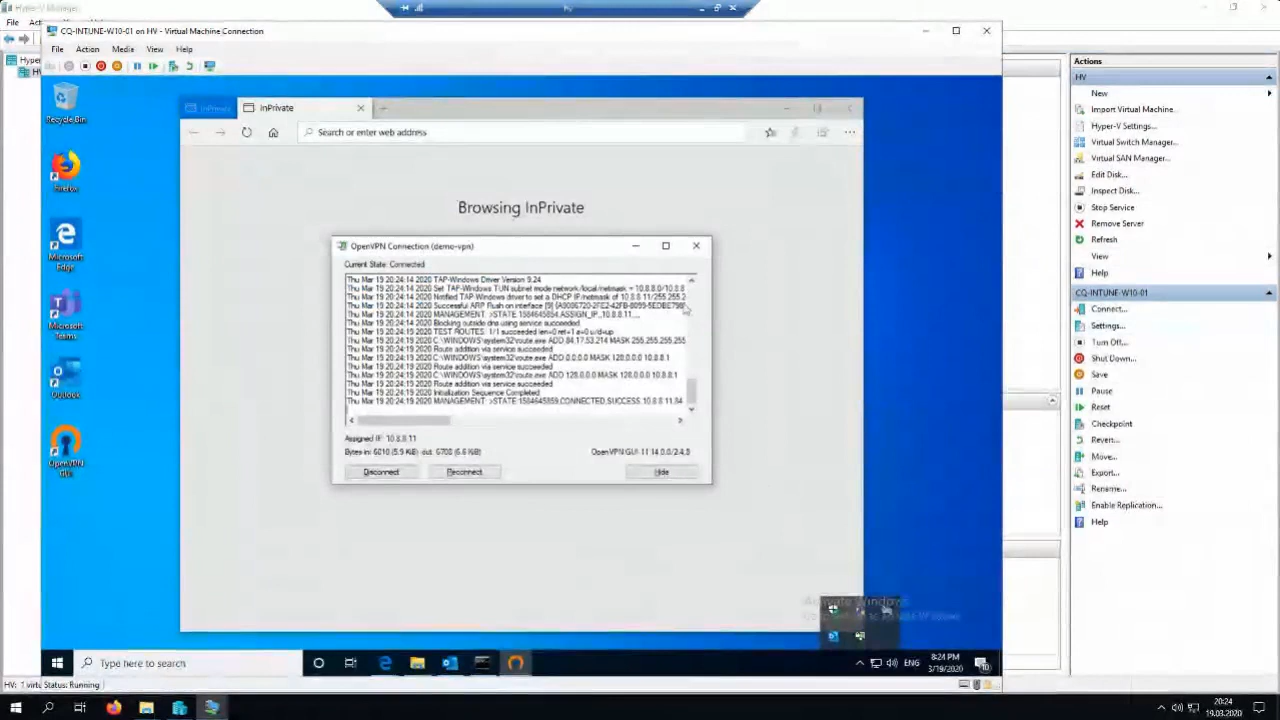 Hyper-V Manager
File
Action
Hyper
HV
CQ-INTUNE-W10-01 on HV - Virtual Machine Connection
File Action Media View Help
Recycle Bin
Firefox
Microsoft
Edge
Microsoft
Teams
Outlook
OpenVPN
GUI
InPrivate
InPrivate
Search or enter web address
Browsing InPrivate
OpenVPN Connection (demo-vpn)
Current State: Connected
Thu Mar 19 20:24:14 2020 TAP-Windows Driver Version 9.24
Thu Mar 19 20:24:14 2020 Set TAP-Windows TUN subnet mode network/local/netmask = 10.8.8.0/10.8.8
Thu Mar 19 20:24:14 2020 Notified TAP-Windows driver to set a DHCP IP/netmask of 10.8.8.11/255.255.2
Thu Mar 19 20:24:14 2020 Successful ARP Flush on interface [9]
Thu Mar 19 20:24:14 2020 MANAGEMENT: >STATE:1584645854,ASSIGN_IP,,10.8.8.11,,,,
Thu Mar 19 20:24:19 2020 Blocking outside dns using service succeeded.
Thu Mar 19 20:24:19 2020 TEST ROUTES: 1/1 succeeded len=0 ret=1 a=0 u/d=up
Thu Mar 19 20:24:19 2020 C:\WINDOWS\system32\route.exe ADD 84.17.53.214 MASK 255.255.255.255
Thu Mar 19 20:24:19 2020 Route addition via service succeeded
Thu Mar 19 20:24:19 2020 C:\WINDOWS\system32\route.exe ADD 0.0.0.0 MASK 128.0.0.0 10.8.8.1
Thu Mar 19 20:24:19 2020 Route addition via service succeeded
Thu Mar 19 20:24:19 2020 C:\WINDOWS\system32\route.exe ADD 128.0.0.0 MASK 128.0.0.0 10.8.8.1
Thu Mar 19 20:24:19 2020 Route addition via service succeeded
Thu Mar 19 20:24:19 2020 Initialization Sequence Completed
Thu Mar 19 20:24:19 2020 MANAGEMENT: >STATE:1584645859,CONNECTED,SUCCESS,10.8.8.11,84
Assigned IP: 10.8.8.11
Bytes in: 6010 (5.9 KiB) out: 6708 (6.6 KiB)
OpenVPN GUI 11.14.0.0/2.4.8
Disconnect
Reconnect
Hide
Activate Windows
Type here to search
ENG
8:24 PM
3/19/2020
HV: 1 virtu
Status: Running
Actions
HV
New
Import Virtual Machine...
Hyper-V Settings...
Virtual Switch Manager...
Virtual SAN Manager...
Edit Disk...
Inspect Disk...
Stop Service
Remove Server
Refresh
View
Help
CQ-INTUNE-W10-01
Connect...
Settings...
Turn Off...
Shut Down...
Save
Pause
Reset
Checkpoint
Revert...
Move...
Export...
Rename...
Enable Replication...
Help
20:24
19.03.2020